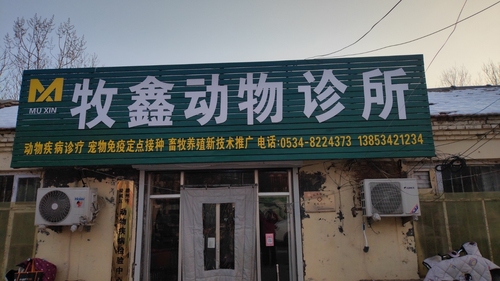 MU XIN
牧鑫动物诊所
动物疾病诊疗 宠物免疫定点接种 畜牧养殖新技术推广 电话:0534-8224373 13853421234